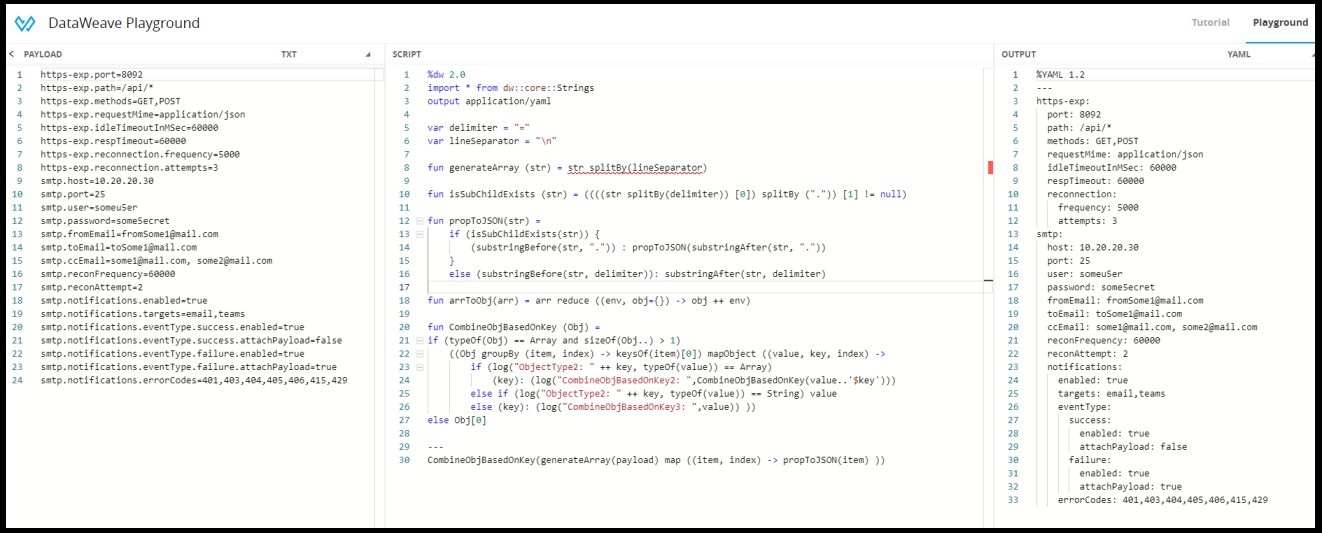 DataWeave Playground
Tutorial
Playground
< PAYLOAD
TXT
1 https-exp.port=8092
2 https-exp.path=/api/*
3 https-exp.methods=GET,POST
4 https-exp.requestMime=application/json
5 https-exp.idleTimeoutInMSec=60000
6 https-exp.respTimeout=60000
7 https-exp.reconnection.frequency=5000
8 https-exp.reconnection.attempts=3
9 smtp.host=10.20.20.30
10 smtp.port=25
11 smtp.user=someu5er
12 smtp.password=some5ecret
13 smtp.fromEmail=fromSome1@mail.com
14 smtp.toEmail=toSome1@mail.com
15 smtp.ccEmail=some1@mail.com, some2@mail.com
16 smtp.reconFrequency=60000
17 smtp.reconAttempt=2
18 smtp.notifications.enabled=true
19 smtp.notifications.targets=email,teams
20 smtp.notifications.eventType.success.enabled=true
21 smtp.notifications.eventType.success.attachPayload=false
22 smtp.notifications.eventType.failure.enabled=true
23 smtp.notifications.eventType.failure.attachPayload=true
24 smtp.notifications.errorCodes=401,403,404,405,406,415,429
SCRIPT
1 %dw 2.0
2 import * from dw::core::Strings
3 output application/yaml
4
5 var delimiter = "="
6 var lineSeparator = "\n"
7
8 fun generateArray (str) = str splitBy(lineSeparator)
9
10 fun isSubChildExists (str) = ((((str splitBy(delimiter)) [0]) splitBy (".")) [1] != null)
11
12 fun propToJSON(str) =
13 if (isSubChildExists(str)) {
14 (substringBefore(str, ".")) : propToJSON(substringAfter(str, "."))
15 }
16 else (substringBefore(str, delimiter)): substringAfter(str, delimiter)
17
18 fun arrToObj(arr) = arr reduce ((env, obj={}) -> obj ++ env)
19
20 fun CombineObjBasedOnKey (Obj) =
21 if (typeOf(Obj) == Array and sizeOf(Obj..) > 1)
22 ((Obj groupBy (item, index) -> keysOf(item)[0]) mapObject ((value, key, index) ->
23 if (log("ObjectType2: " ++ key, typeOf(value)) == Array)
24 (key): (log("CombineObjBasedOnKey2: ",CombineObjBasedOnKey(value..'$key')))
25 else if (log("ObjectType2: " ++ key, typeOf(value)) == String) value
26 else (key): (log("CombineObjBasedOnKey3: ",value)) ))
27 else Obj[0]
28
29 ---
30 CombineObjBasedOnKey(generateArray(payload) map ((item, index) -> propToJSON(item) ))
OUTPUT
YAML
1 %YAML 1.2
2 ---
3 https-exp:
4 port: 8092
5 path: /api/*
6 methods: GET,POST
7 requestMime: application/json
8 idleTimeoutInMSec: 60000
9 respTimeout: 60000
10 reconnection:
11 frequency: 5000
12 attempts: 3
13 smtp:
14 host: 10.20.20.30
15 port: 25
16 user: someu5er
17 password: some5ecret
18 fromEmail: fromSome1@mail.com
19 toEmail: toSome1@mail.com
20 ccEmail: some1@mail.com, some2@mail.com
21 reconFrequency: 60000
22 reconAttempt: 2
23 notifications:
24 enabled: true
25 targets: email,teams
26 eventType:
27 success:
28 enabled: true
29 attachPayload: false
30 failure:
31 enabled: true
32 attachPayload: true
33 errorCodes: 401,403,404,405,406,415,429